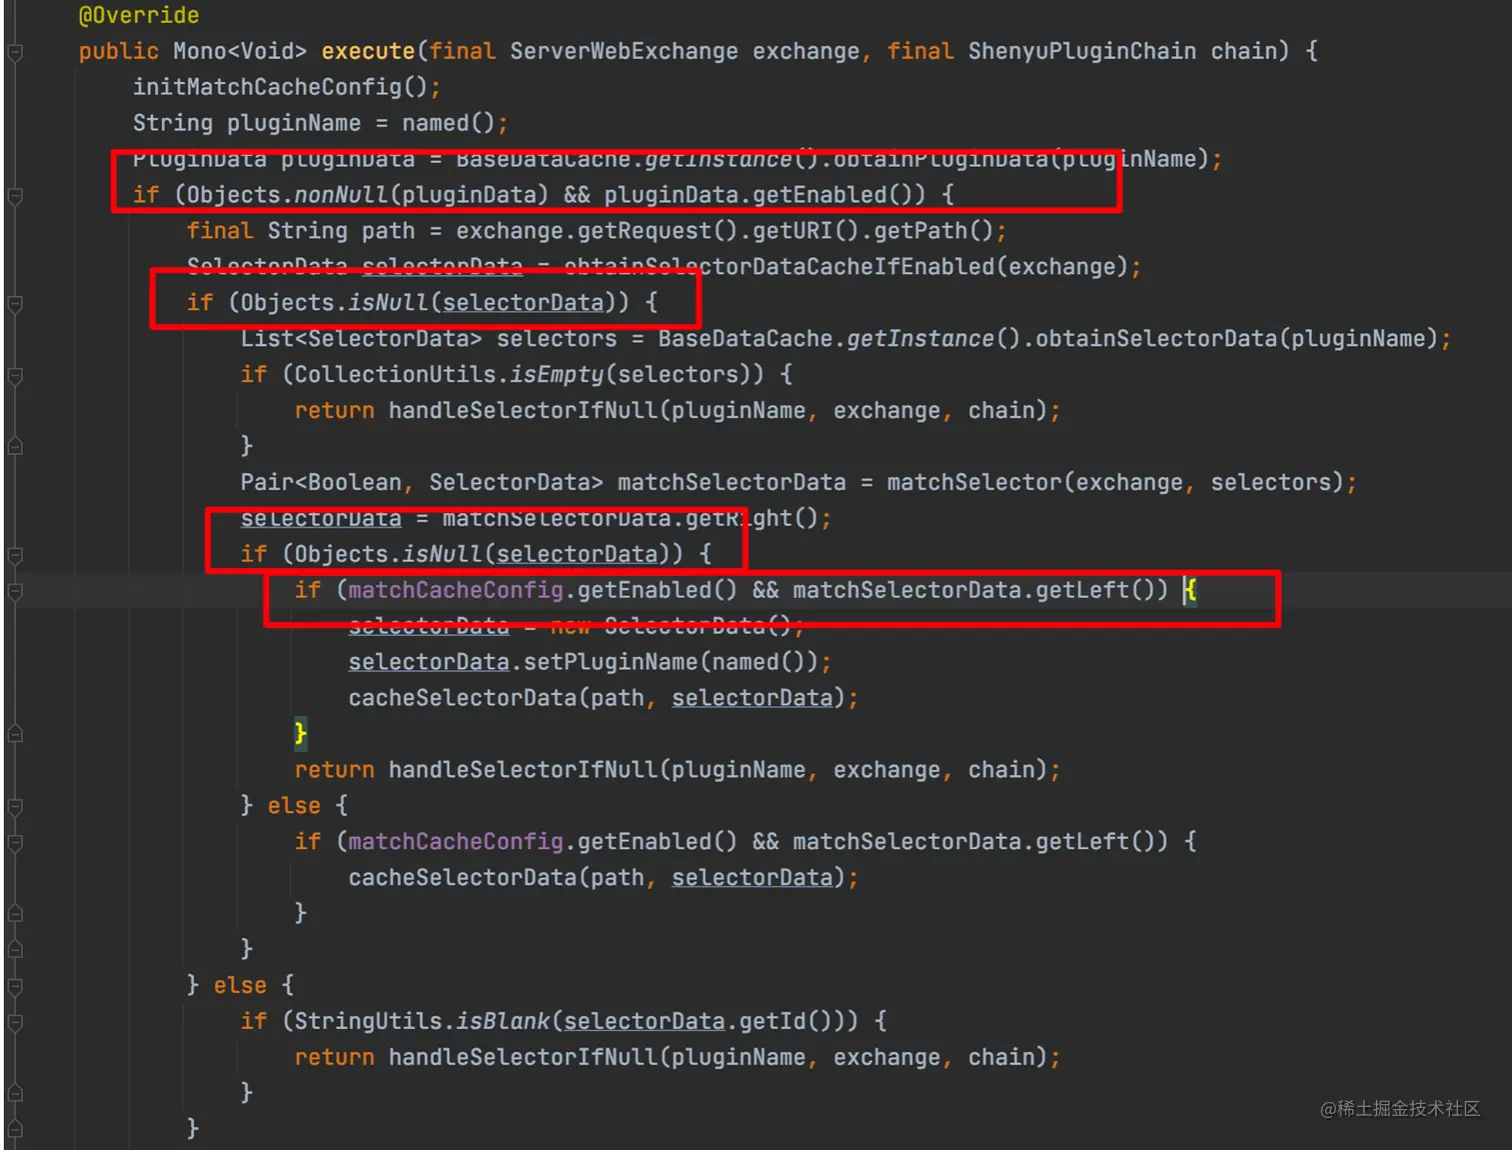 @Override
public Mono<Void> execute(final ServerWebExchange exchange, final ShenyuPluginChain chain) {
    initMatchCacheConfig();
    String pluginName = named();
    PluginData pluginData = BaseDataCache.getInstance().obtainPluginData(pluginName);
    if (Objects.nonNull(pluginData) && pluginData.getEnabled()) {
        final String path = exchange.getRequest().getURI().getPath();
        SelectorData selectorData = obtainSelectorDataCacheIfEnabled(exchange);
        if (Objects.isNull(selectorData)) {
            List<SelectorData> selectors = BaseDataCache.getInstance().obtainSelectorData(pluginName);
            if (CollectionUtils.isEmpty(selectors)) {
                return handleSelectorIfNull(pluginName, exchange, chain);
            }
            Pair<Boolean, SelectorData> matchSelectorData = matchSelector(exchange, selectors);
            selectorData = matchSelectorData.getRight();
            if (Objects.isNull(selectorData)) {
                if (matchCacheConfig.getEnabled() && matchSelectorData.getLeft()) {
                    selectorData = new SelectorData();
                    selectorData.setPluginName(named());
                    cacheSelectorData(path, selectorData);
                }
                return handleSelectorIfNull(pluginName, exchange, chain);
            } else {
                if (matchCacheConfig.getEnabled() && matchSelectorData.getLeft()) {
                    cacheSelectorData(path, selectorData);
                }
            }
        } else {
            if (StringUtils.isBlank(selectorData.getId())) {
                return handleSelectorIfNull(pluginName, exchange, chain);
            }
        }
@稀土掘金技术社区